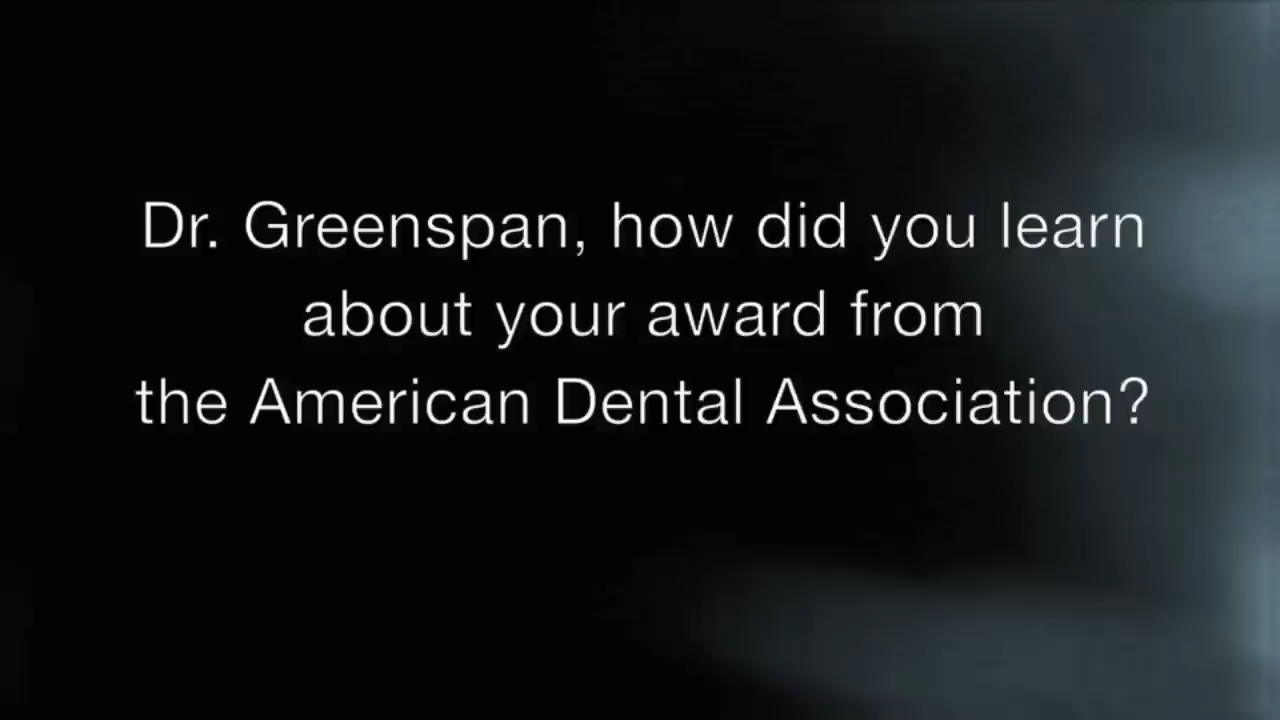 Dr. Greenspan, how did you learn
about your award from
the American Dental Association?